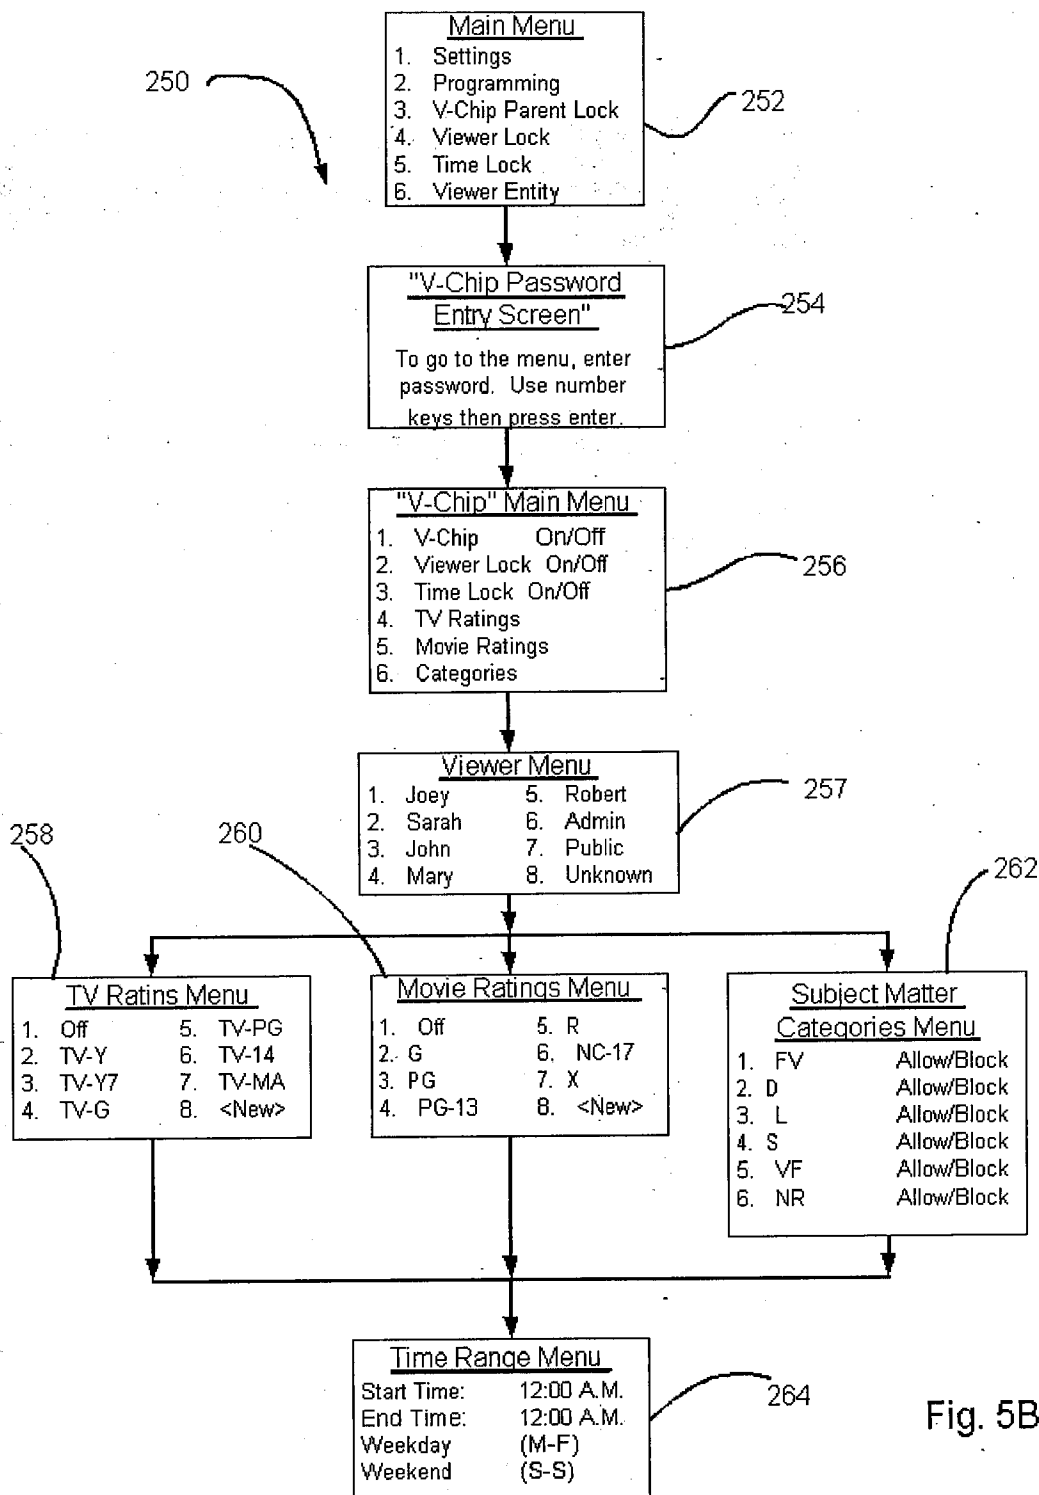 Main Menu
1. Settings
2. Programming
3. V-Chip Parent Lock
4. Viewer Lock
5. Time Lock
6. Viewer Entity
250
252
"V-Chip Password
Entry Screen"
To go to the menu, enter
password. Use number
keys then press enter.
254
"V-Chip" Main Menu
1. V-Chip On/Off
2. Viewer Lock On/Off
3. Time Lock On/Off
4. TV Ratings
5. Movie Ratings
6. Categories
256
Viewer Menu
1. Joey 5. Robert
2. Sarah 6. Admin
3. John 7. Public
4. Mary 8. Unknown
257
258
260
262
TV Ratins Menu
1. Off 5. TV-PG
2. TV-Y 6. TV-14
3. TV-Y7 7. TV-MA
4. TV-G 8. <New>
Movie Ratings Menu
1. Off 5. R
2. G 6. NC-17
3. PG 7. X
4. PG-13 8. <New>
Subject Matter
Categories Menu
1. FV Allow/Block
2. D Allow/Block
3. L Allow/Block
4. S Allow/Block
5. VF Allow/Block
6. NR Allow/Block
Time Range Menu
Start Time: 12:00 A.M.
End Time: 12:00 A.M.
Weekday (M-F)
Weekend (S-S)
264
Fig. 5B